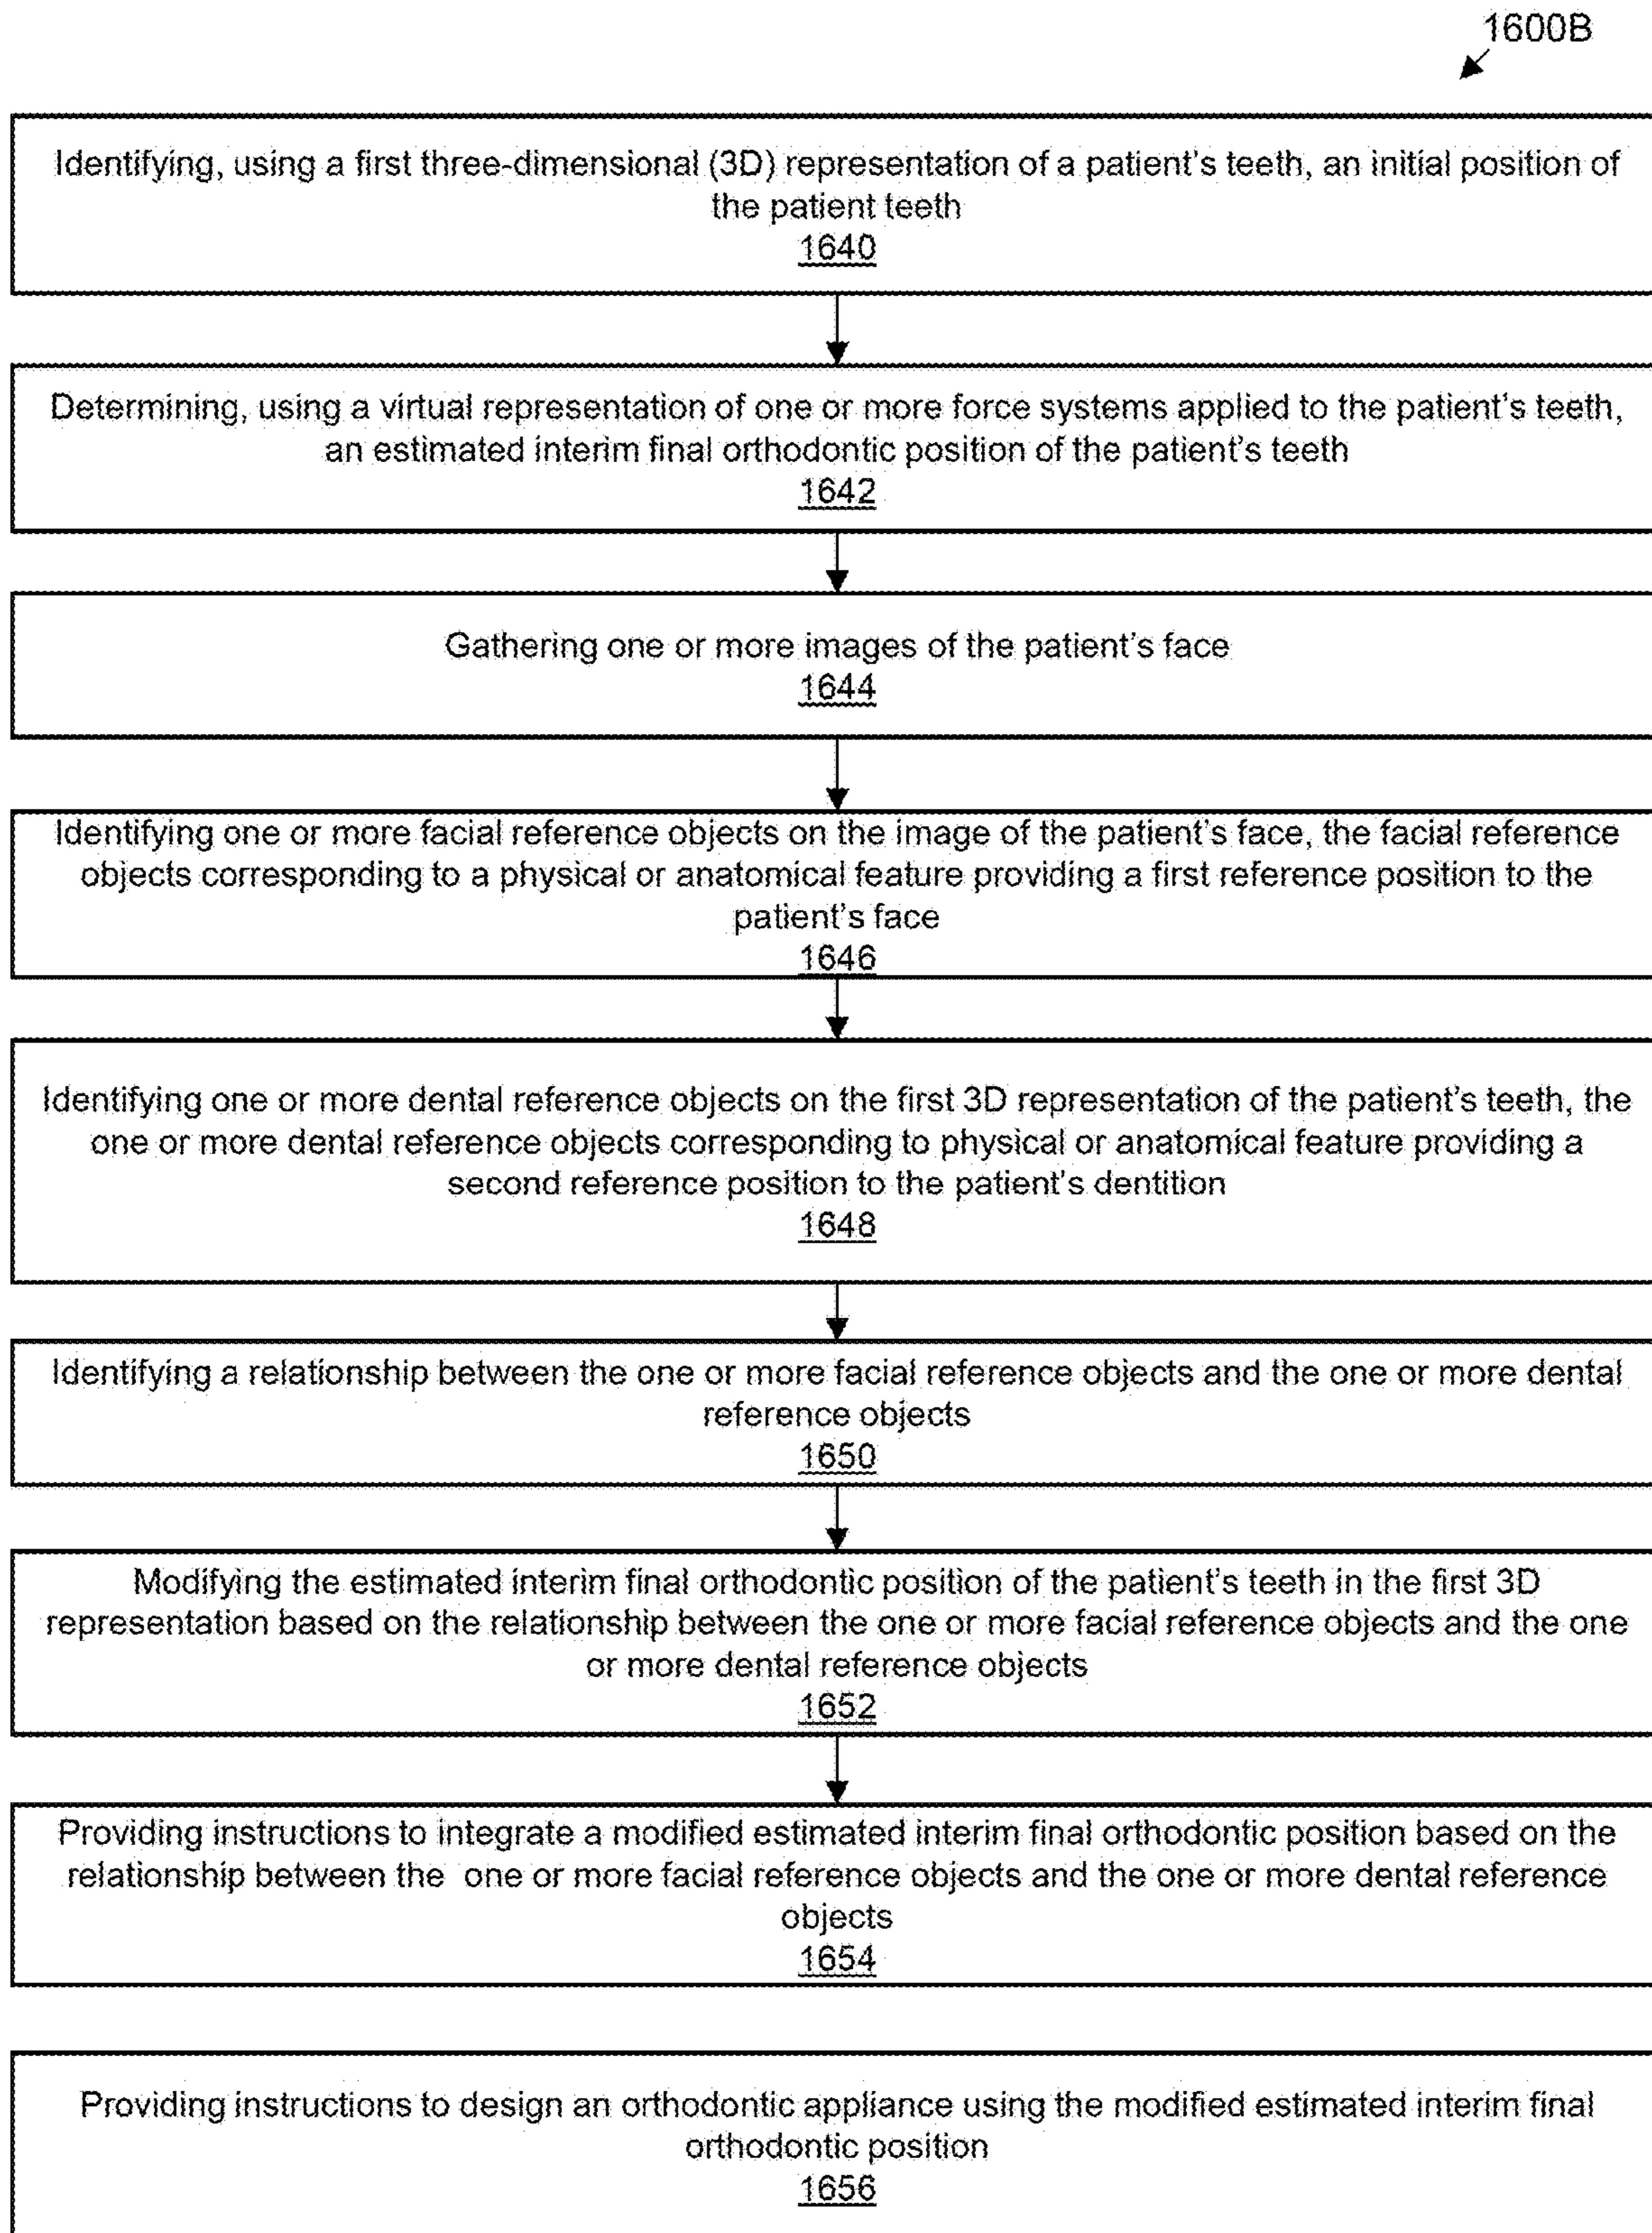 1600B
Identifying, using a first three-dimensional (3D) representation of a patient's teeth, an initial position of
the patient teeth
1640
Determining, using a virtual representation of one or more force systems applied to the patient's teeth,
an estimated interim final orthodontic position of the patient's teeth
1642
Gathering one or more images of the patient's face
1644
Identifying one or more facial reference objects on the image of the patient's face, the facial reference
objects corresponding to a physical or anatomical feature providing a first reference position to the
patient's face
1646
Identifying one or more dental reference objects on the first 3D representation of the patient's teeth, the
one or more dental reference objects corresponding to physical or anatomical feature providing a
second reference position to the patient's dentition
1648
Identifying a relationship between the one or more facial reference objects and the one or more dental
reference objects
1650
Modifying the estimated interim final orthodontic position of the patient's teeth in the first 3D
representation based on the relationship between the one or more facial reference objects and the one
or more dental reference objects
1652
Providing instructions to integrate a modified estimated interim final orthodontic position based on the
relationship between the one or more facial reference objects and the one or more dental reference
objects
1654
Providing instructions to design an orthodontic appliance using the modified estimated interim final
orthodontic position
1656